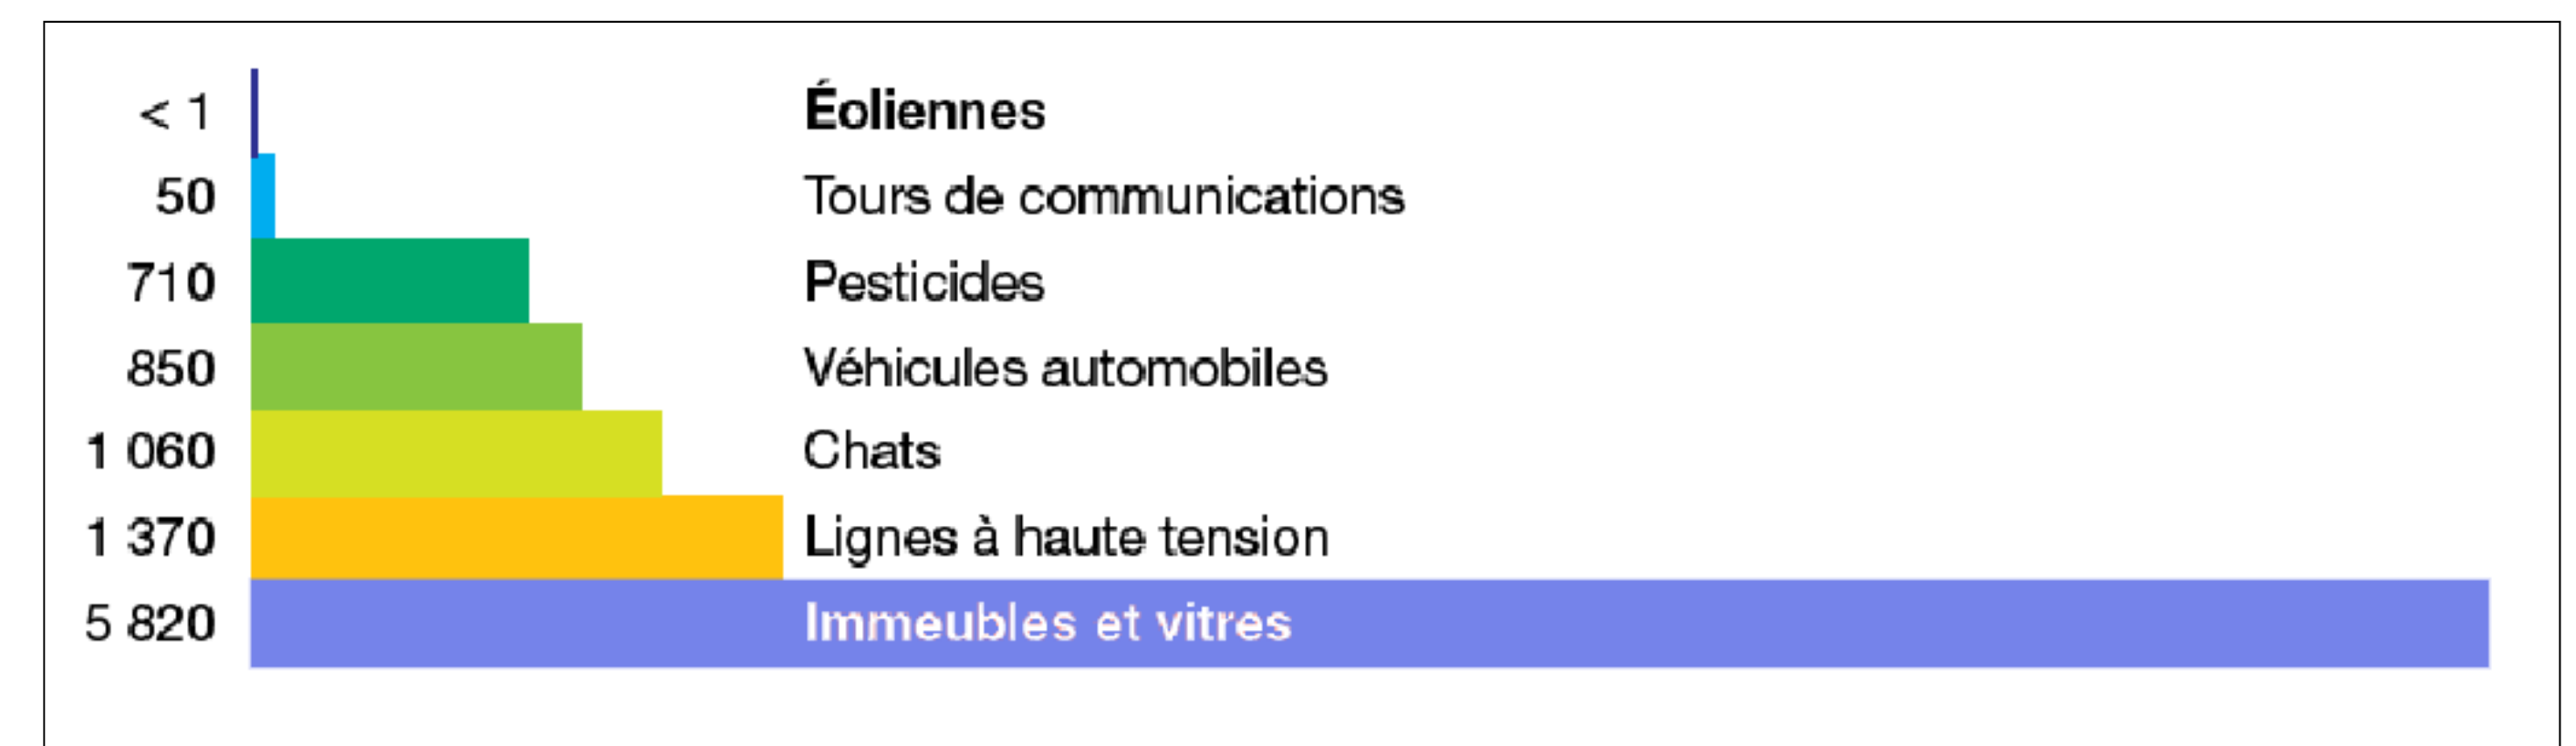 < 1 Éoliennes
50 Tours de communications
710 Pesticides
850 Véhicules automobiles
1 060 Chats
1 370 Lignes à haute tension
5 820 Immeubles et vitres